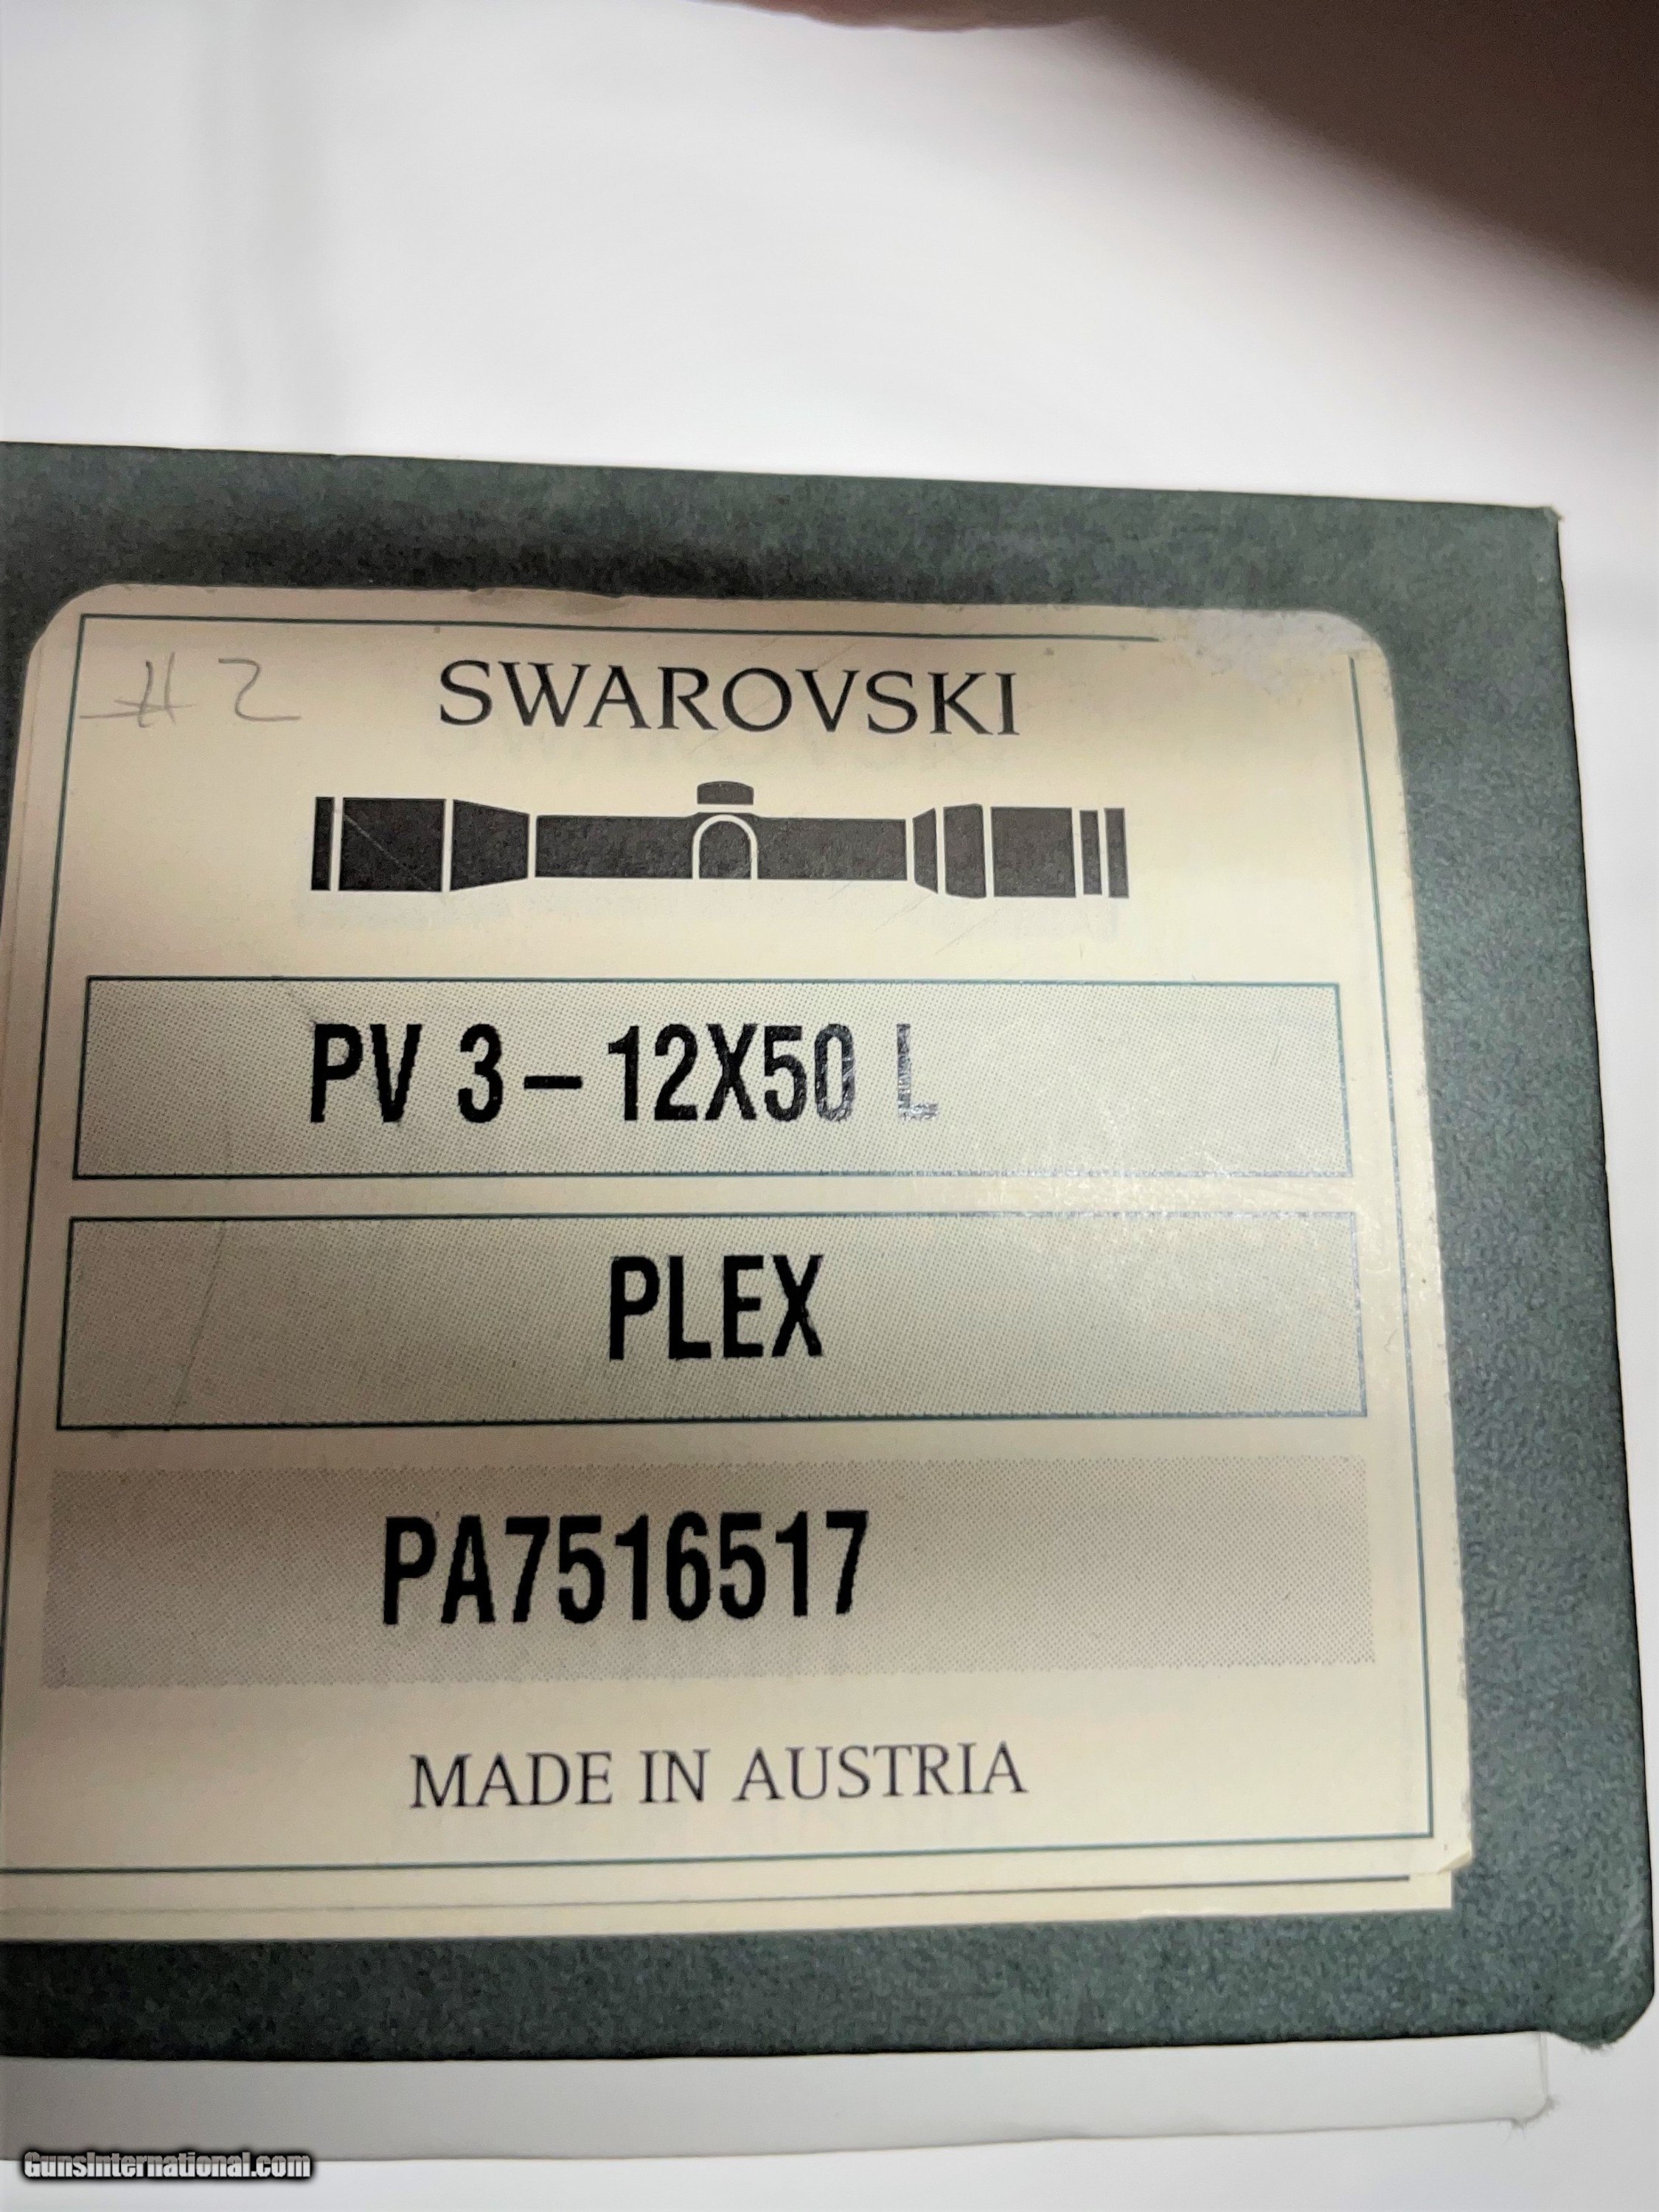 #2
SWAROVSKI
PV 3–12X50 L
PLEX
PA7516517
MADE IN AUSTRIA
GunsInternational.com